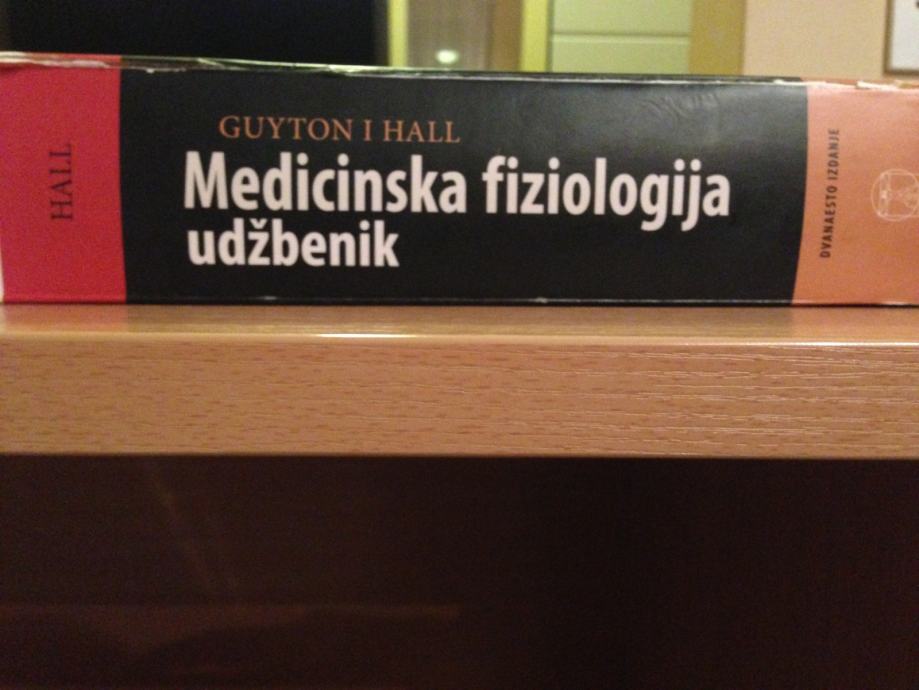 HALL
GUYTON I HALL
Medicinska fiziologija
udžbenik
DVANAESTO IZDANJE